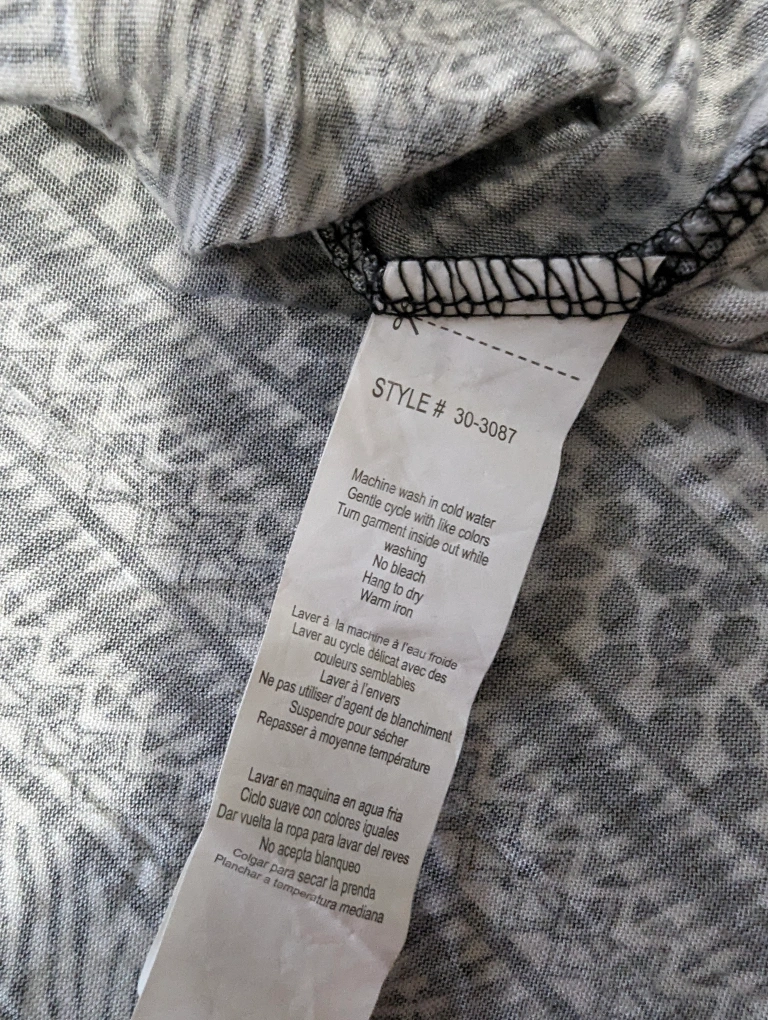 STYLE # 30-3087
Machine wash in cold water
Gentle cycle with like colors
Turn garment inside out while
washing
No bleach
Hang to dry
Warm iron
Laver à la machine à l'eau froide
Laver au cycle délicat avec des
couleurs semblables
Laver à l'envers
Ne pas utiliser d'agent de blanchiment
Suspendre pour sécher
Repasser à moyenne température
Lavar en maquina en agua fria
Ciclo suave con colores iguales
Dar vuelta la ropa para lavar del reves
No acepta blanqueo
Colgar para secar la prenda
Planchar a temperatura mediana